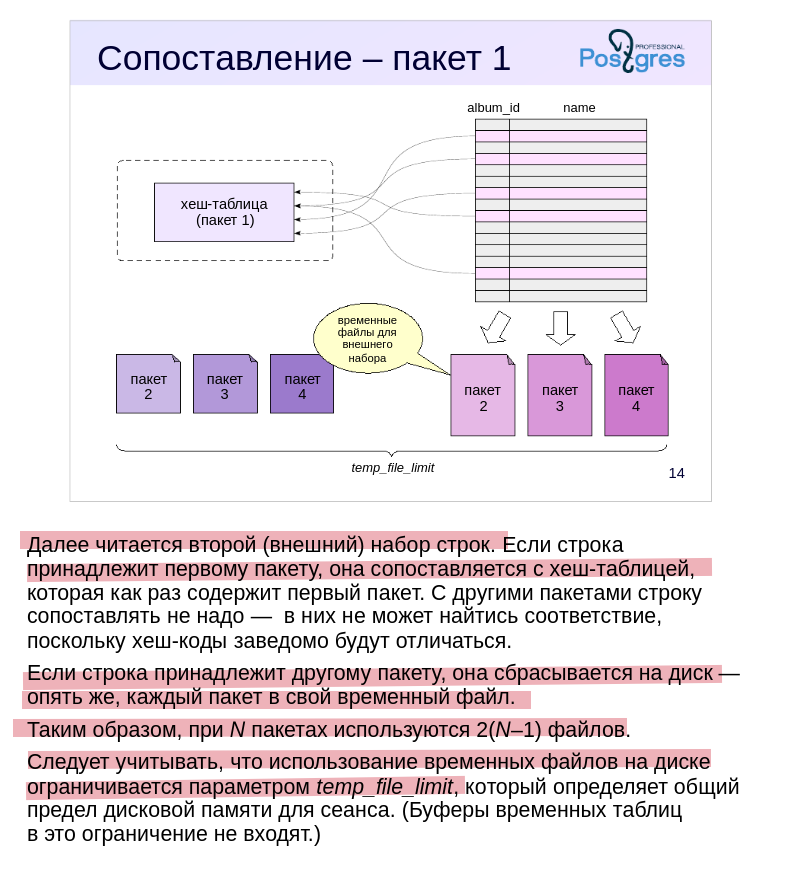 Сопоставление – пакет 1
PROFESSIONAL
Postgres
album_id name
хеш-таблица
(пакет 1)
временные
файлы для
внешнего
набора
пакет
2
пакет
3
пакет
4
пакет
2
пакет
3
пакет
4
temp_file_limit
14
Далее читается второй (внешний) набор строк. Если строка
принадлежит первому пакету, она сопоставляется с хеш-таблицей,
которая как раз содержит первый пакет. С другими пакетами строку
сопоставлять не надо — в них не может найтись соответствие,
поскольку хеш-коды заведомо будут отличаться.
Если строка принадлежит другому пакету, она сбрасывается на диск —
опять же, каждый пакет в свой временный файл.
Таким образом, при N пакетах используются 2(N–1) файлов.
Следует учитывать, что использование временных файлов на диске
ограничивается параметром temp_file_limit, который определяет общий
предел дисковой памяти для сеанса. (Буферы временных таблиц
в это ограничение не входят.)